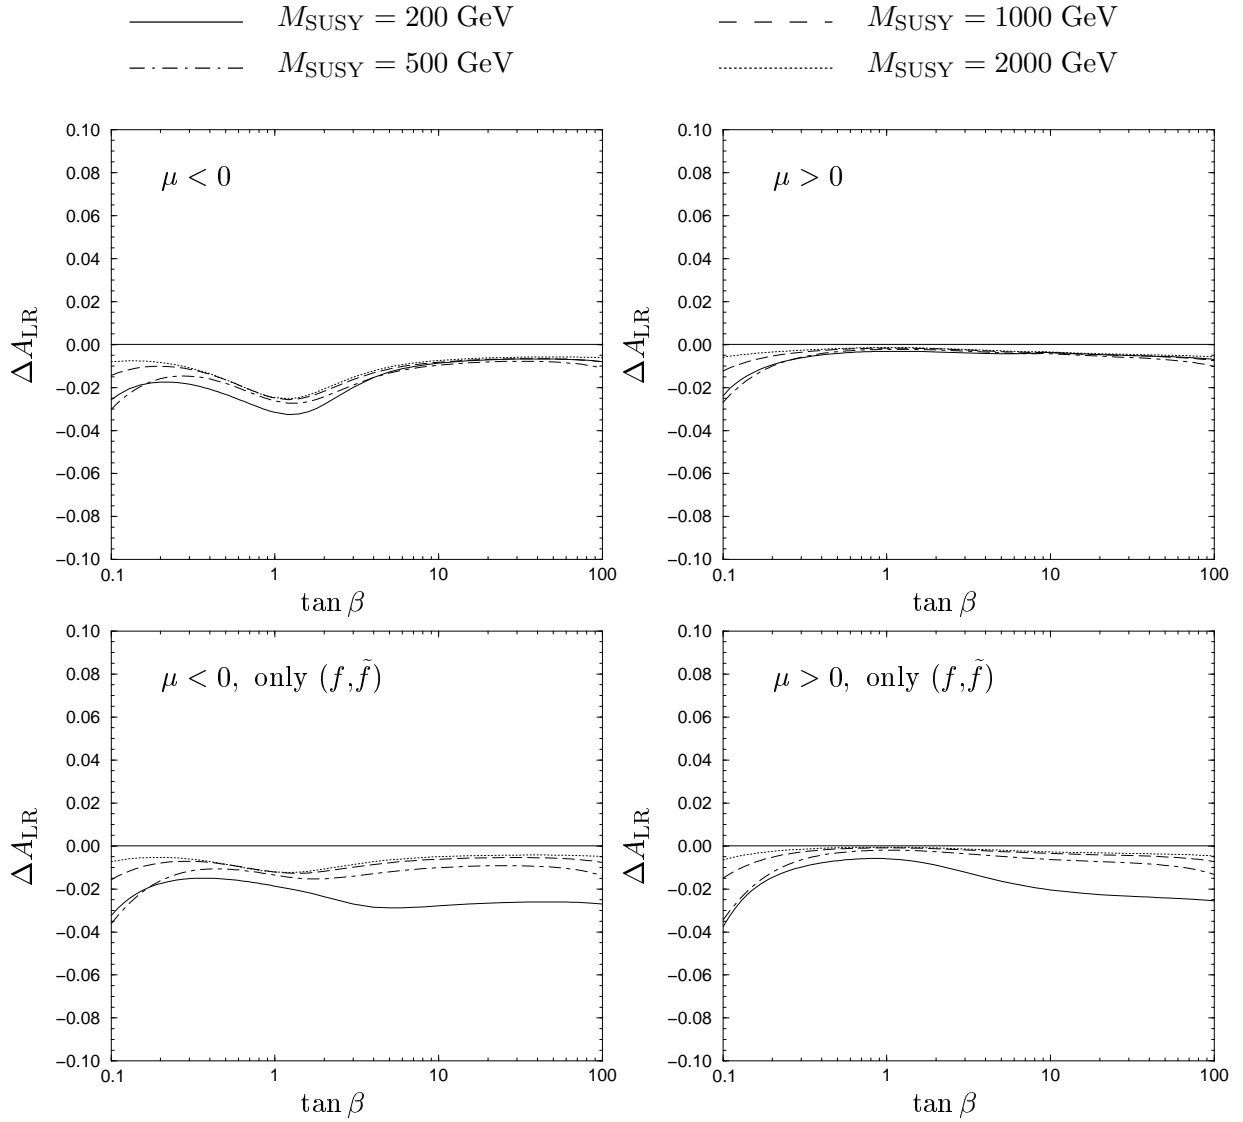 M_SUSY = 200 GeV
M_SUSY = 1000 GeV
M_SUSY = 500 GeV
M_SUSY = 2000 GeV
μ < 0
0.10
0.08
0.06
0.04
0.02
0.00
−0.02
−0.04
−0.06
−0.08
−0.10
ΔA_LR
0.1 1 10 100
tan β
μ > 0
0.10
0.08
0.06
0.04
0.02
0.00
−0.02
−0.04
−0.06
−0.08
−0.10
ΔA_LR
0.1 1 10 100
tan β
μ < 0, only (f,f̃)
0.10
0.08
0.06
0.04
0.02
0.00
−0.02
−0.04
−0.06
−0.08
−0.10
ΔA_LR
0.1 1 10 100
tan β
μ > 0, only (f,f̃)
0.10
0.08
0.06
0.04
0.02
0.00
−0.02
−0.04
−0.06
−0.08
−0.10
ΔA_LR
0.1 1 10 100
tan β